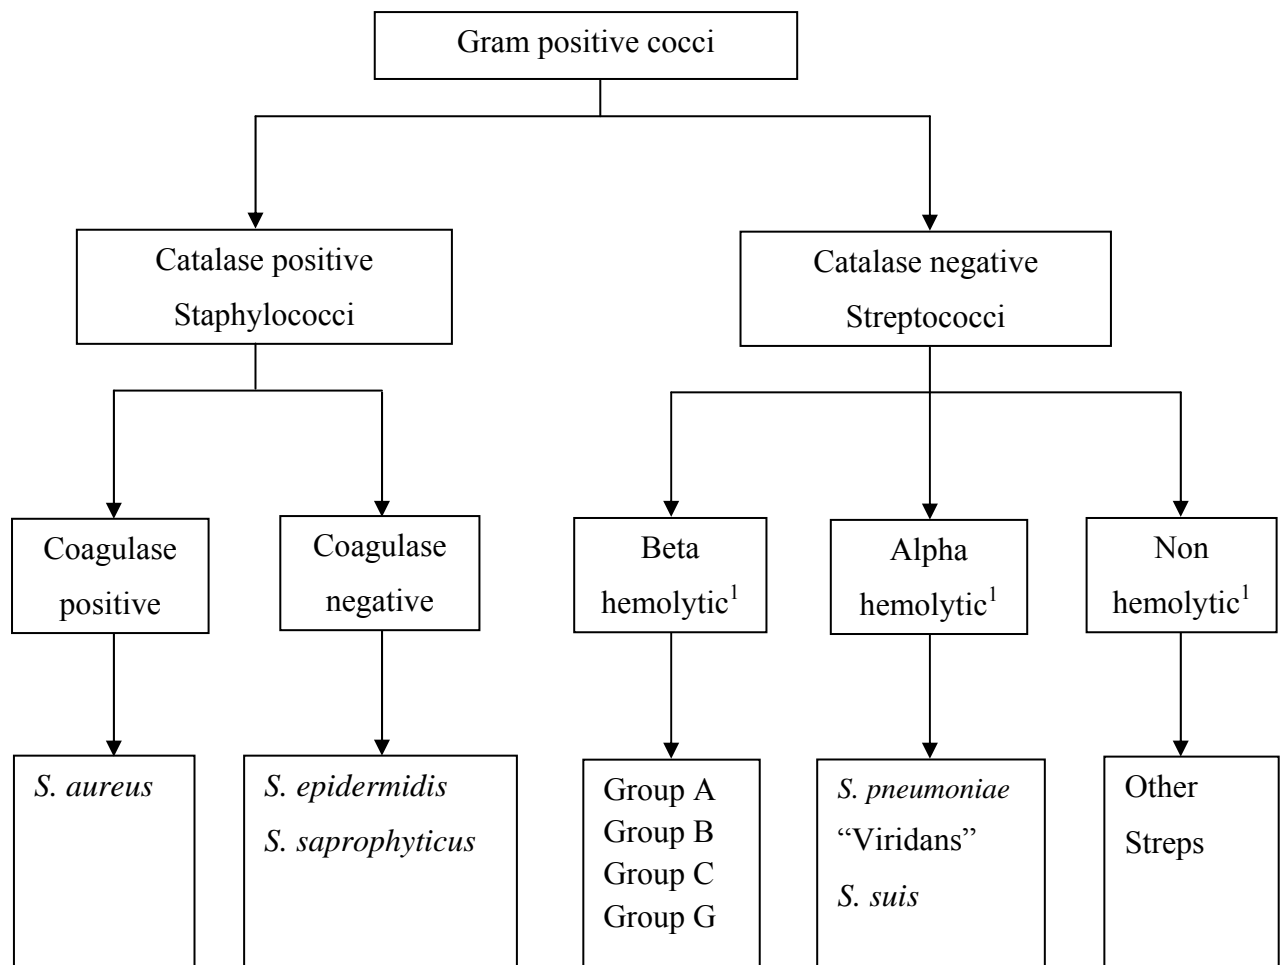 Gram positive cocci
Catalase positive
Staphylococci
Catalase negative
Streptococci
Coagulase
positive
Coagulase
negative
Beta
hemolytic¹
Alpha
hemolytic¹
Non
hemolytic¹
S. aureus
S. epidermidis
S. saprophyticus
Group A
Group B
Group C
Group G
S. pneumoniae
“Viridans”
S. suis
Other
Streps